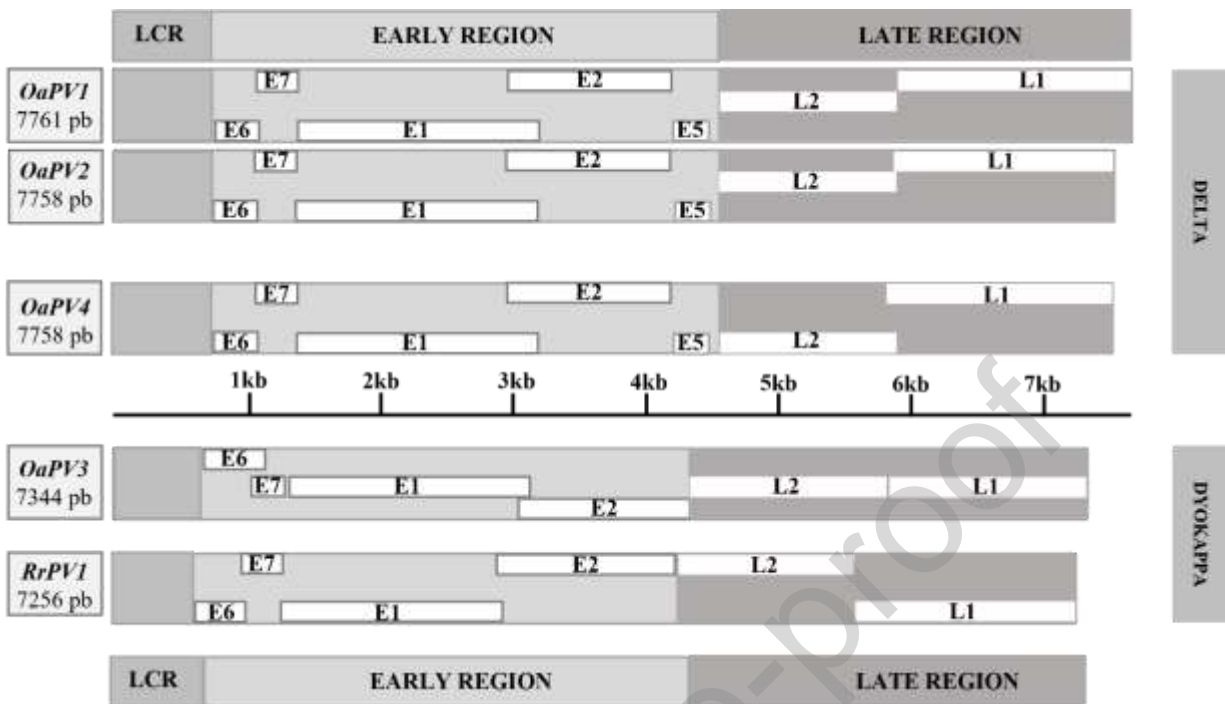 LCR EARLY REGION LATE REGION
E7 E2 L1
OaPV1
7761 pb
L2
E6 E1 E5
E7 E2 L1
OaPV2
7758 pb
L2
E6 E1 E5
E7 E2 L1
OaPV4
7758 pb
E6 E1 E5 L2
DELTA
1kb 2kb 3kb 4kb 5kb 6kb 7kb
E6
OaPV3
7344 pb
E7 E1 L2 L1
E2
E7 E2 L2
RrPV1
7256 pb
E6 E1 L1
DYOKAPPA
LCR EARLY REGION LATE REGION
-proof